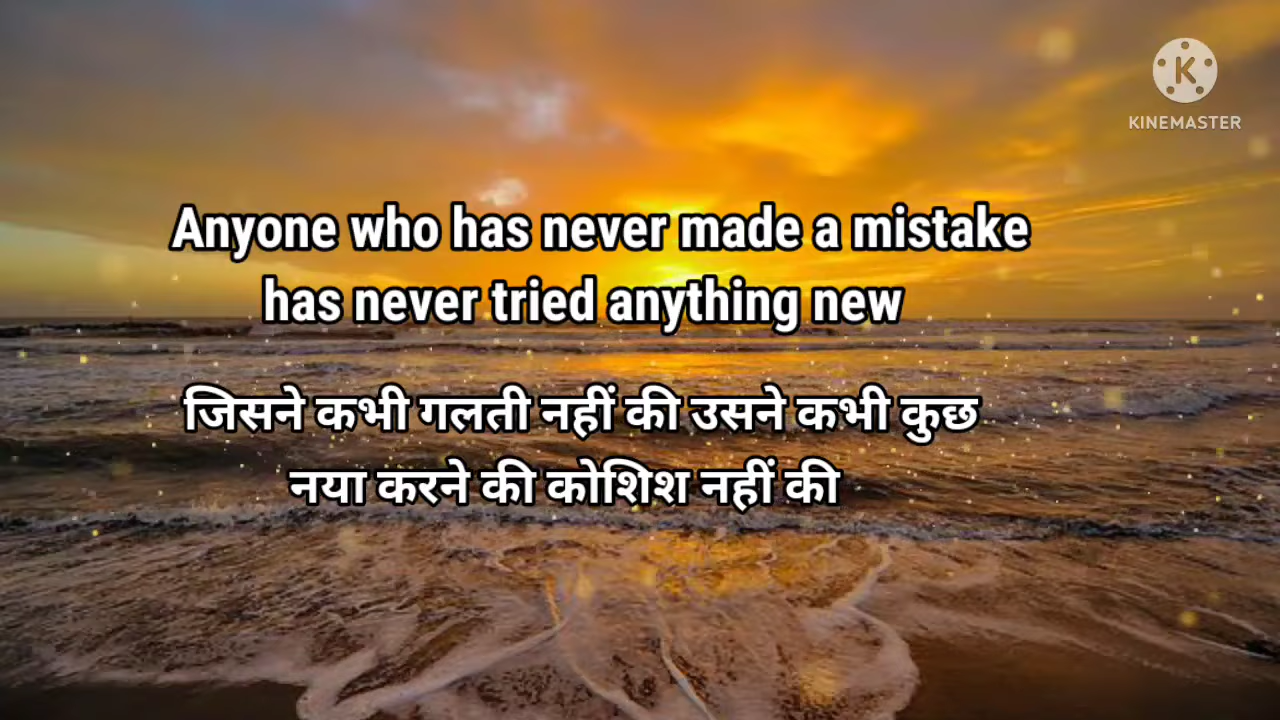 KINEMASTER
Anyone who has never made a mistake
has never tried anything new
जिसने कभी गलती नहीं की उसने कभी कुछ
नया करने की कोशिश नहीं की